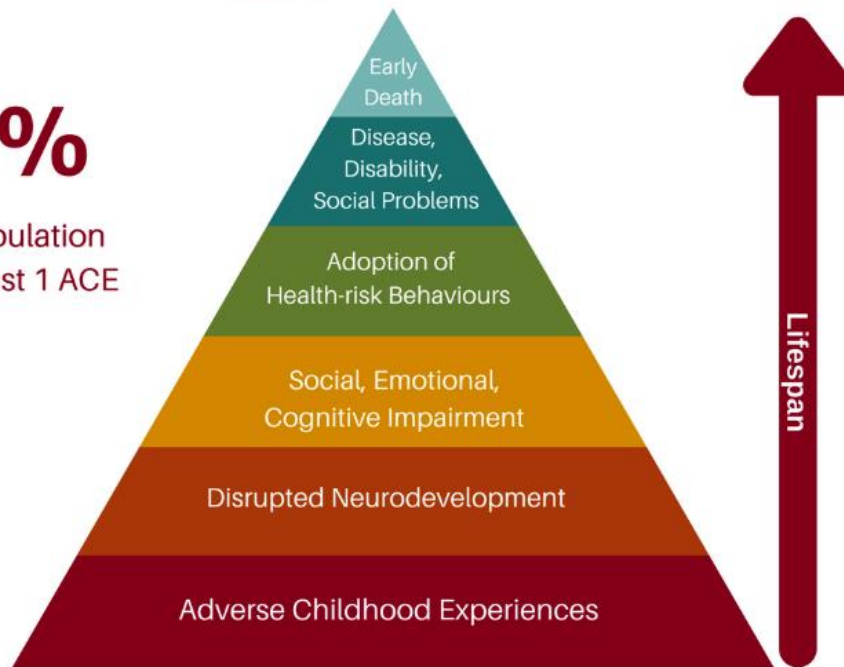 %
st 1 ACE
Early
Death
Disease,
Disability,
Social Problems
Adoption of
Health-risk Behaviours
Social, Emotional,
Cognitive Impairment
Disrupted Neurodevelopment
Adverse Childhood Experiences
Lifespan